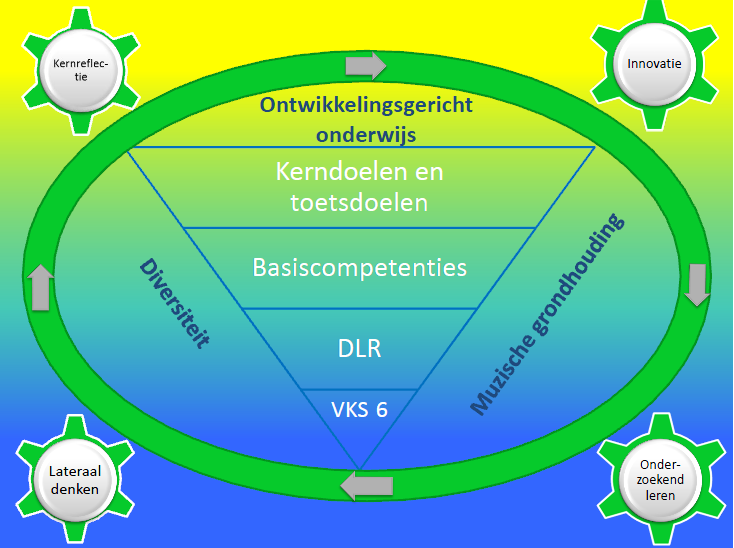 Kernreflec-
tie
Innovatie
Ontwikkelingsgericht
onderwijs
Kerndoelen en
toetsdoelen
Basiscompetenties
DLR
VKS 6
Diversiteit
Muzische grondhouding
Lateraal
denken
Onder-
zoekend
leren